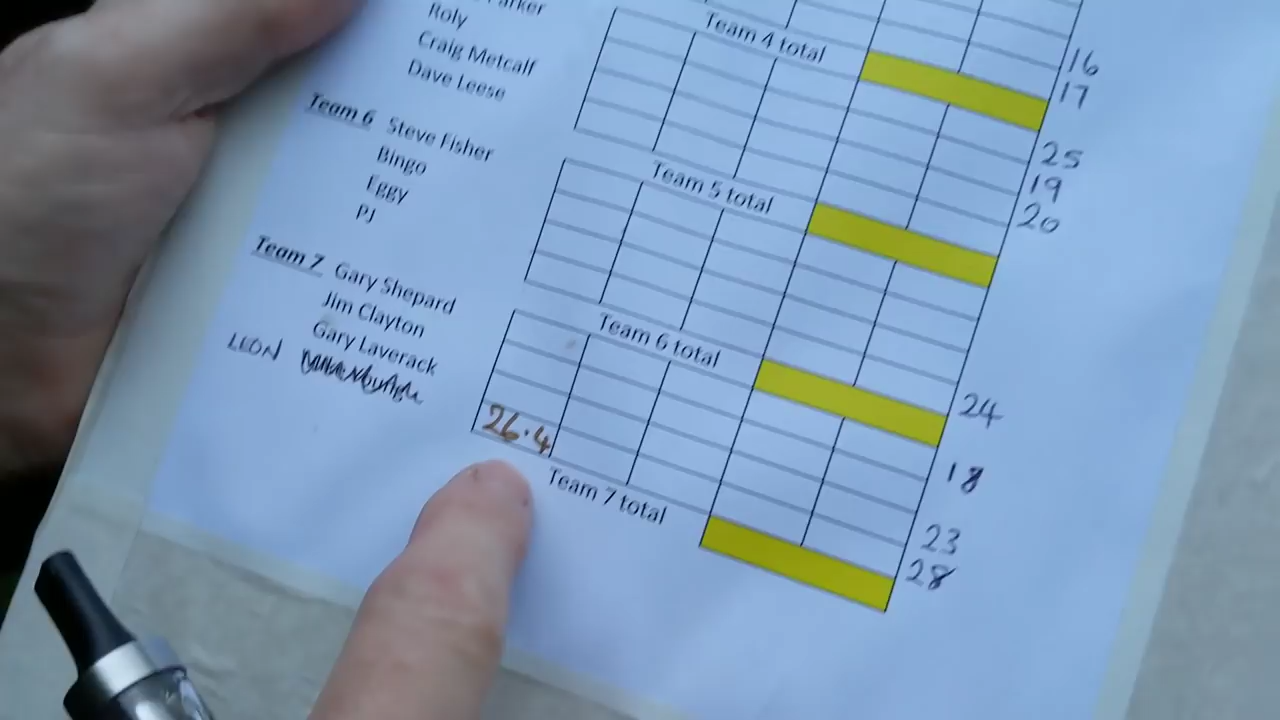 Parker
Roly
Craig Metcalf
Dave Leese
Team 6 Steve Fisher
Bingo
Eggy
PJ
Team 7 Gary Shepard
Jim Clayton
Gary Laverack
LEON
Team 4 total
Team 5 total
Team 6 total
26.4
Team 7 total
16
17
25
19
20
24
18
23
28